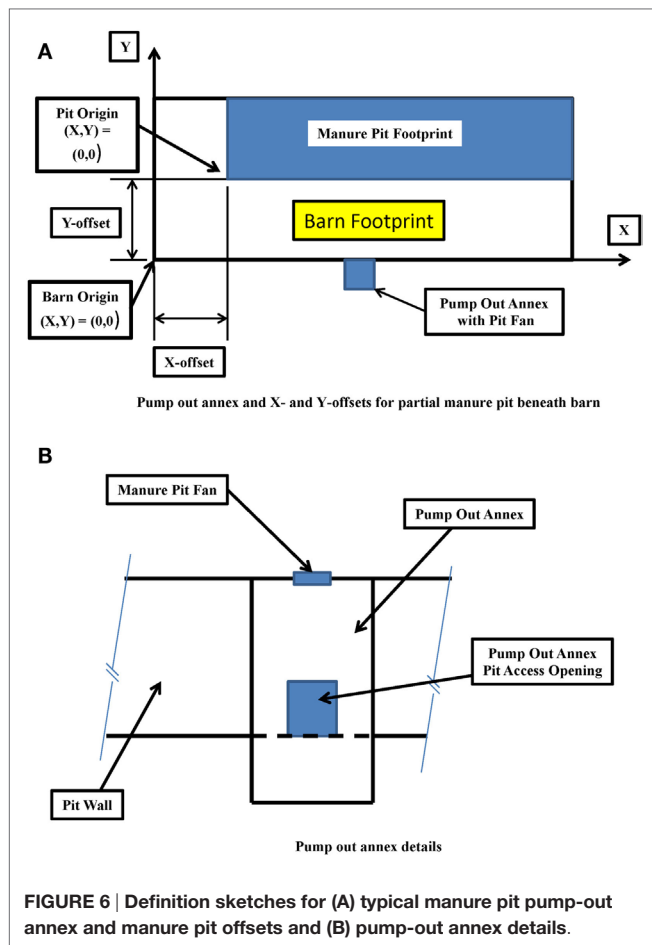 A
Y
Pit Origin
(X,Y) =
(0,0)
Manure Pit Footprint
Y-offset
Barn Footprint
X
Barn Origin
(X,Y) = (0,0)
Pump Out Annex
with Pit Fan
X-offset
Pump out annex and X- and Y-offsets for partial manure pit beneath barn
B
Manure Pit Fan
Pump Out Annex
Pump Out Annex
Pit Access Opening
Pit Wall
Pump out annex details
FIGURE 6 | Definition sketches for (A) typical manure pit pump-out
annex and manure pit offsets and (B) pump-out annex details.